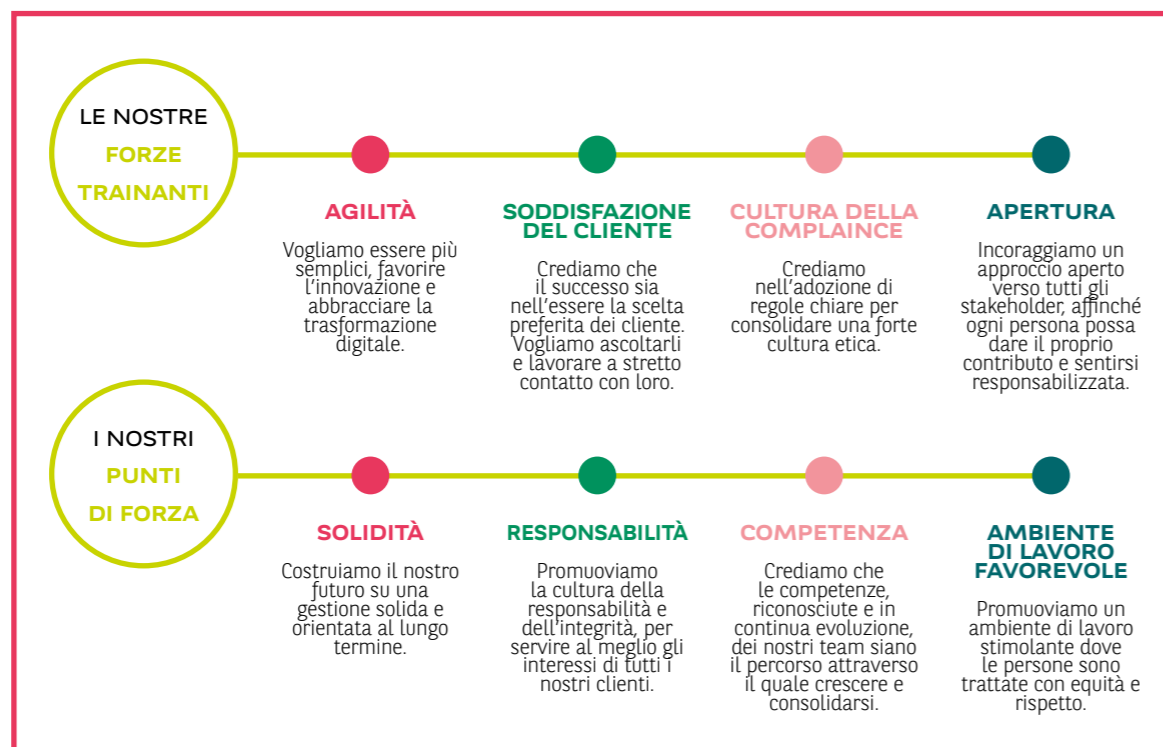 LE NOSTRE
FORZE
TRAINANTI
AGILITÀ
Vogliamo essere più
semplici, favorire
l'innovazione e
abbracciare la
trasformazione
digitale.
SODDISFAZIONE
DEL CLIENTE
Crediamo che
il successo sia
nell'essere la scelta
preferita dei cliente.
Vogliamo ascoltarli
e lavorare a stretto
contatto con loro.
CULTURA DELLA
COMPLAINCE
Crediamo
nell'adozione di
regole chiare per
consolidare una forte
cultura etica.
APERTURA
Incoraggiamo un
approccio aperto
verso tutti gli
stakeholder, affinché
ogni persona possa
dare il proprio
contributo e sentirsi
responsabilizzata.
I NOSTRI
PUNTI
DI FORZA
SOLIDITÀ
Costruiamo il nostro
futuro su una
gestione solida e
orientata al lungo
termine.
RESPONSABILITÀ
Promuoviamo
la cultura della
responsabilità e
dell'integrità, per
servire al meglio gli
interessi di tutti i
nostri clienti.
COMPETENZA
Crediamo che
le competenze,
riconosciute e in
continua evoluzione,
dei nostri team siano
il percorso attraverso
il quale crescere e
consolidarsi.
AMBIENTE
DI LAVORO
FAVOREVOLE
Promuoviamo un
ambiente di lavoro
stimolante dove
le persone sono
trattate con equità e
rispetto.